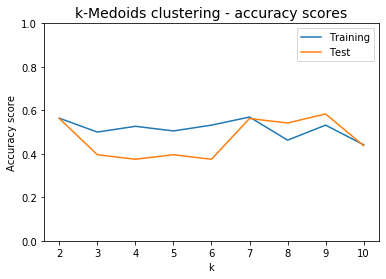 k-Medoids clustering - accuracy scores
Training
Test
1.0
0.8
0.6
0.4
0.2
0.0
Accuracy score
2 3 4 5 6 7 8 9 10
k